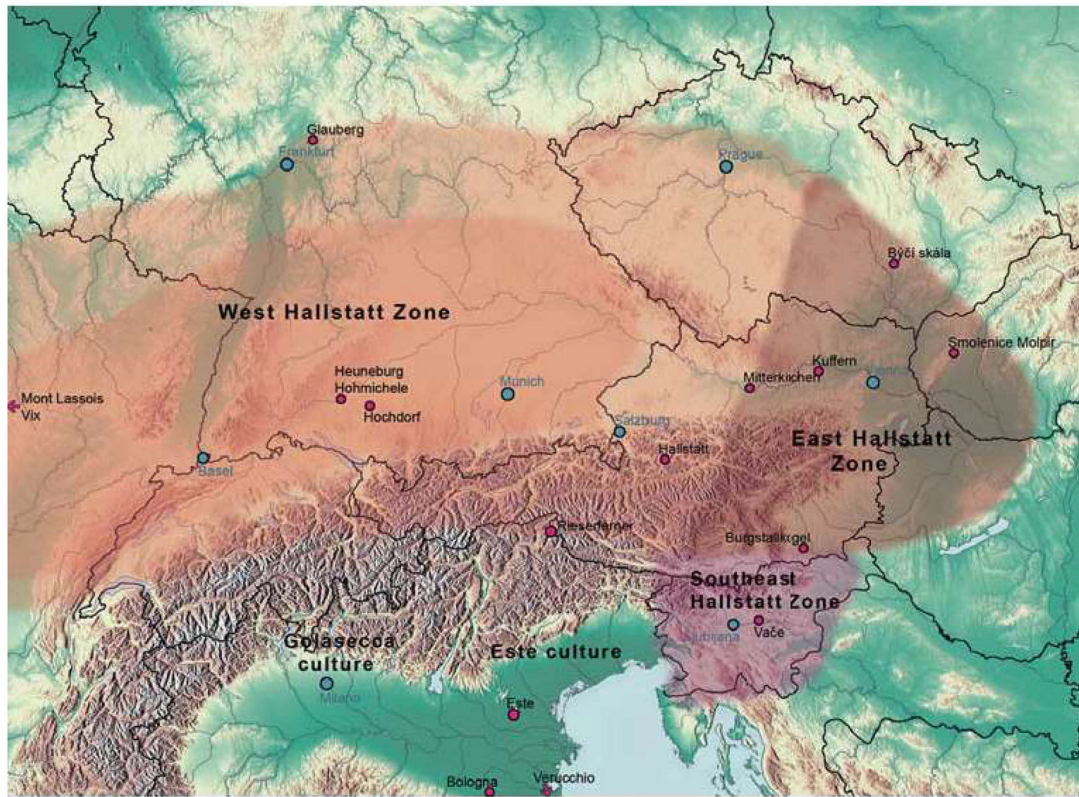 Glauberg
Frankfurt
Prague
Býčí skála
West Hallstatt Zone
Smolenice Molpír
Heuneburg
Hohmichele
Hochdorf
Munich
Kuffern
Mitterkirchen
Vienna
Mont Lassois
Vix
Salzburg
East Hallstatt
Zone
Hallstatt
Basel
Rieserferner
Burgstallkogel
Southeast
Hallstatt Zone
Ljubljana
Vače
Golasecca
culture
Este culture
Milano
Este
Bologna
Verucchio